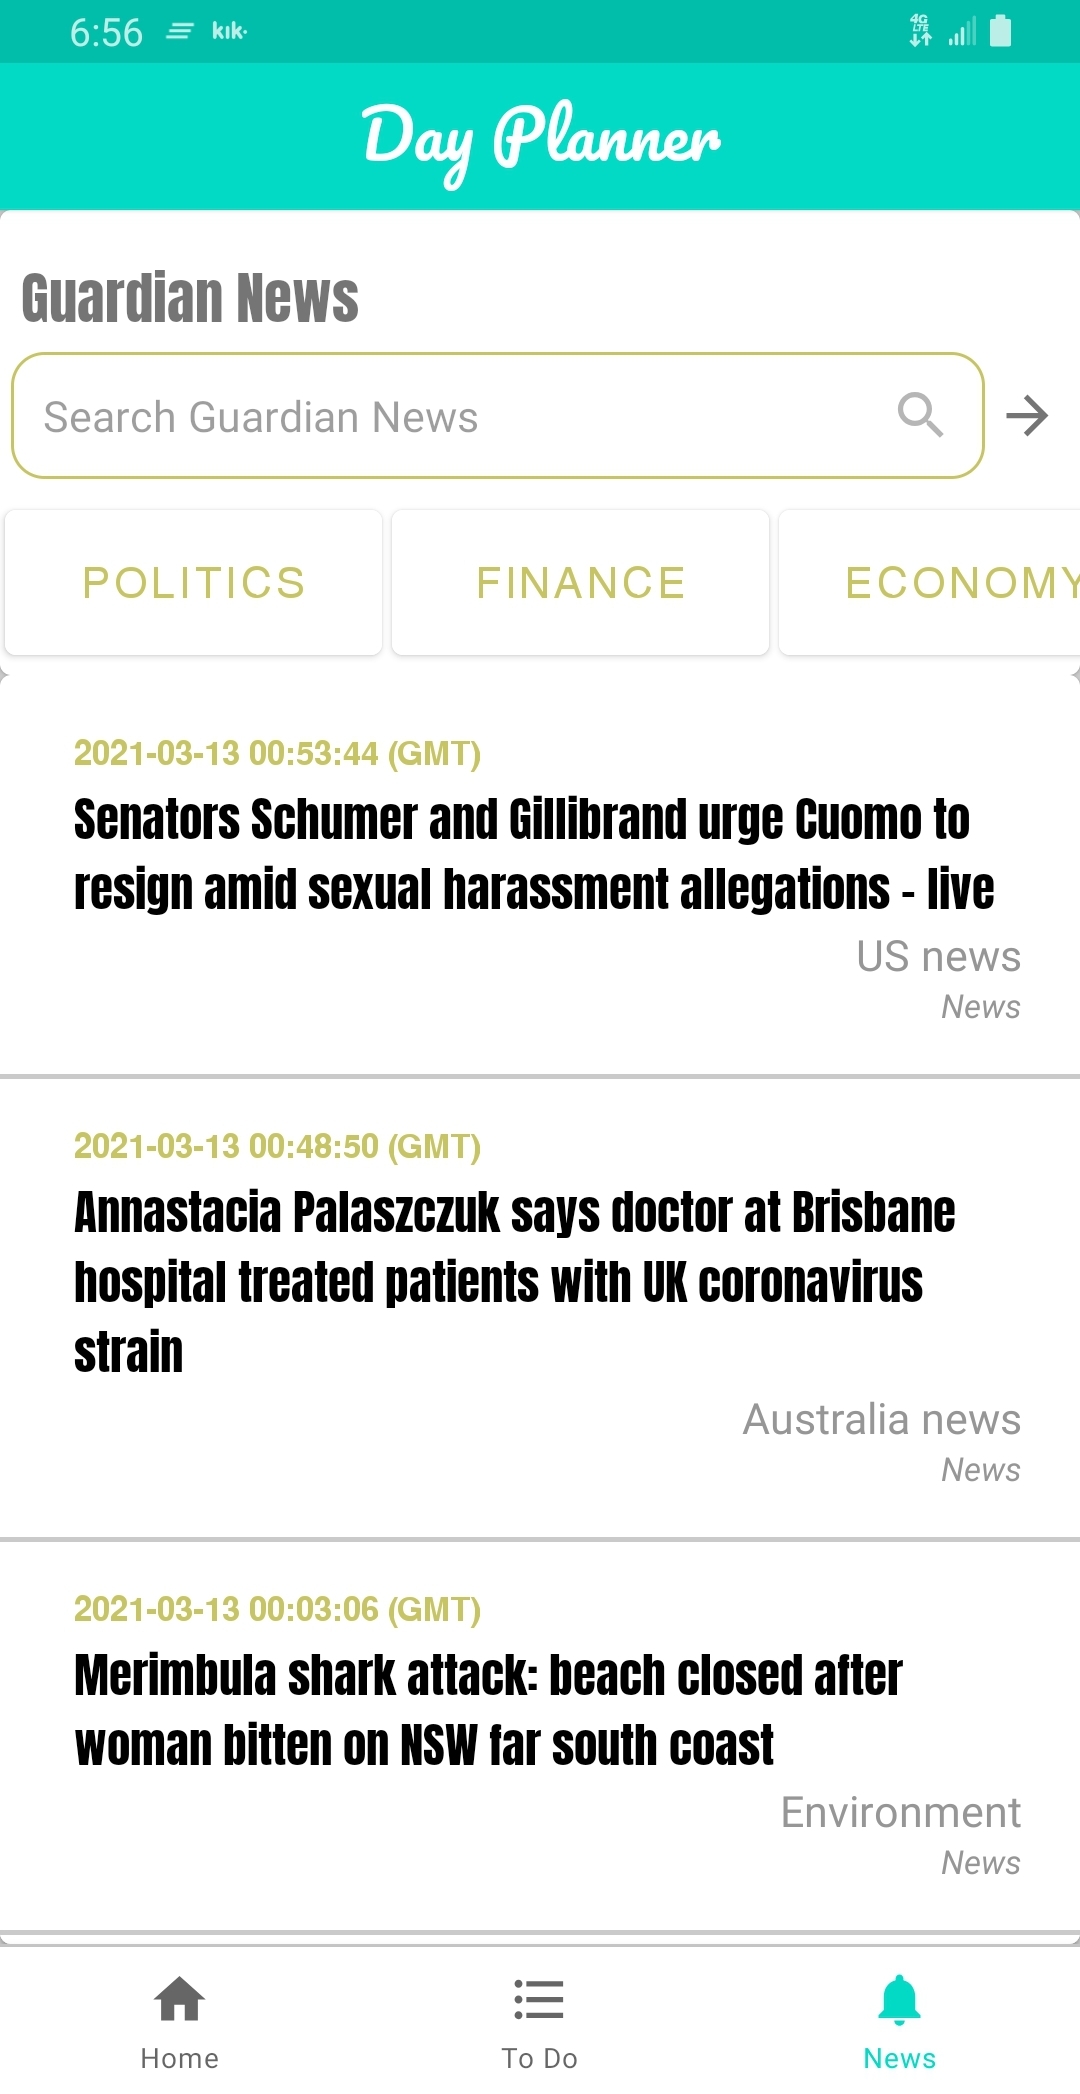 6:56 kik·
4G LTE
Day Planner
Guardian News
Search Guardian News
POLITICS FINANCE ECONOMY
2021-03-13 00:53:44 (GMT)
Senators Schumer and Gillibrand urge Cuomo to
resign amid sexual harassment allegations - live
US news
News
2021-03-13 00:48:50 (GMT)
Annastacia Palaszczuk says doctor at Brisbane
hospital treated patients with UK coronavirus
strain
Australia news
News
2021-03-13 00:03:06 (GMT)
Merimbula shark attack: beach closed after
woman bitten on NSW far south coast
Environment
News
Home To Do News